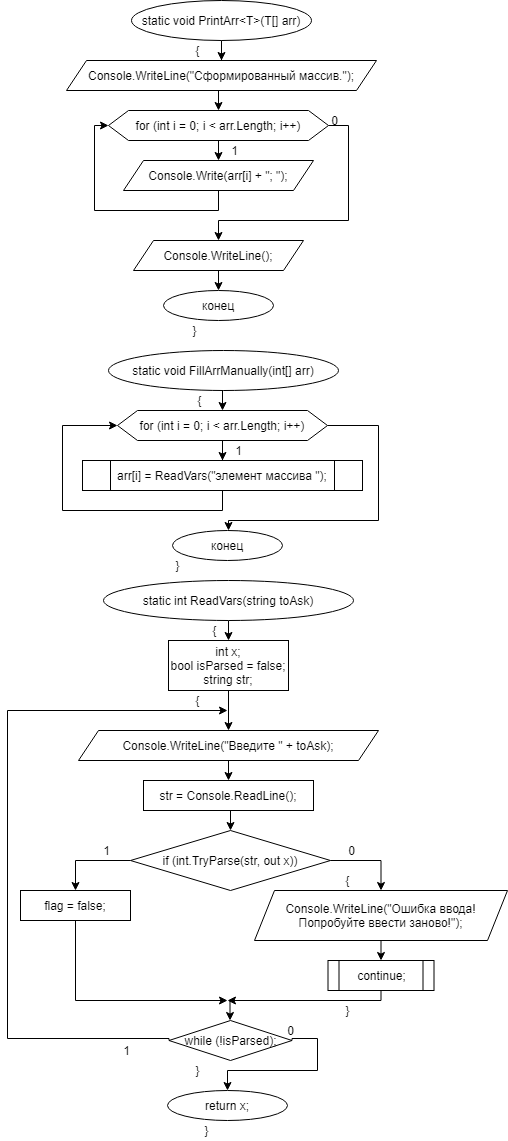 static void PrintArr<T>(T[] arr)
{
Console.WriteLine("Сформированный массив.");
for (int i = 0; i < arr.Length; i++)
0
1
Console.Write(arr[i] + "; ");
Console.WriteLine();
конец
}
static void FillArrManually(int[] arr)
{
for (int i = 0; i < arr.Length; i++)
1
arr[i] = ReadVars("элемент массива ");
конец
}
static int ReadVars(string toAsk)
{
int x;
bool isParsed = false;
string str;
{
Console.WriteLine("Введите " + toAsk);
str = Console.ReadLine();
1
if (int.TryParse(str, out x))
0
{
flag = false;
Console.WriteLine("Ошибка ввода!
Попробуйте ввести заново!");
continue;
}
while (!isParsed);
0
1
}
return x;
}